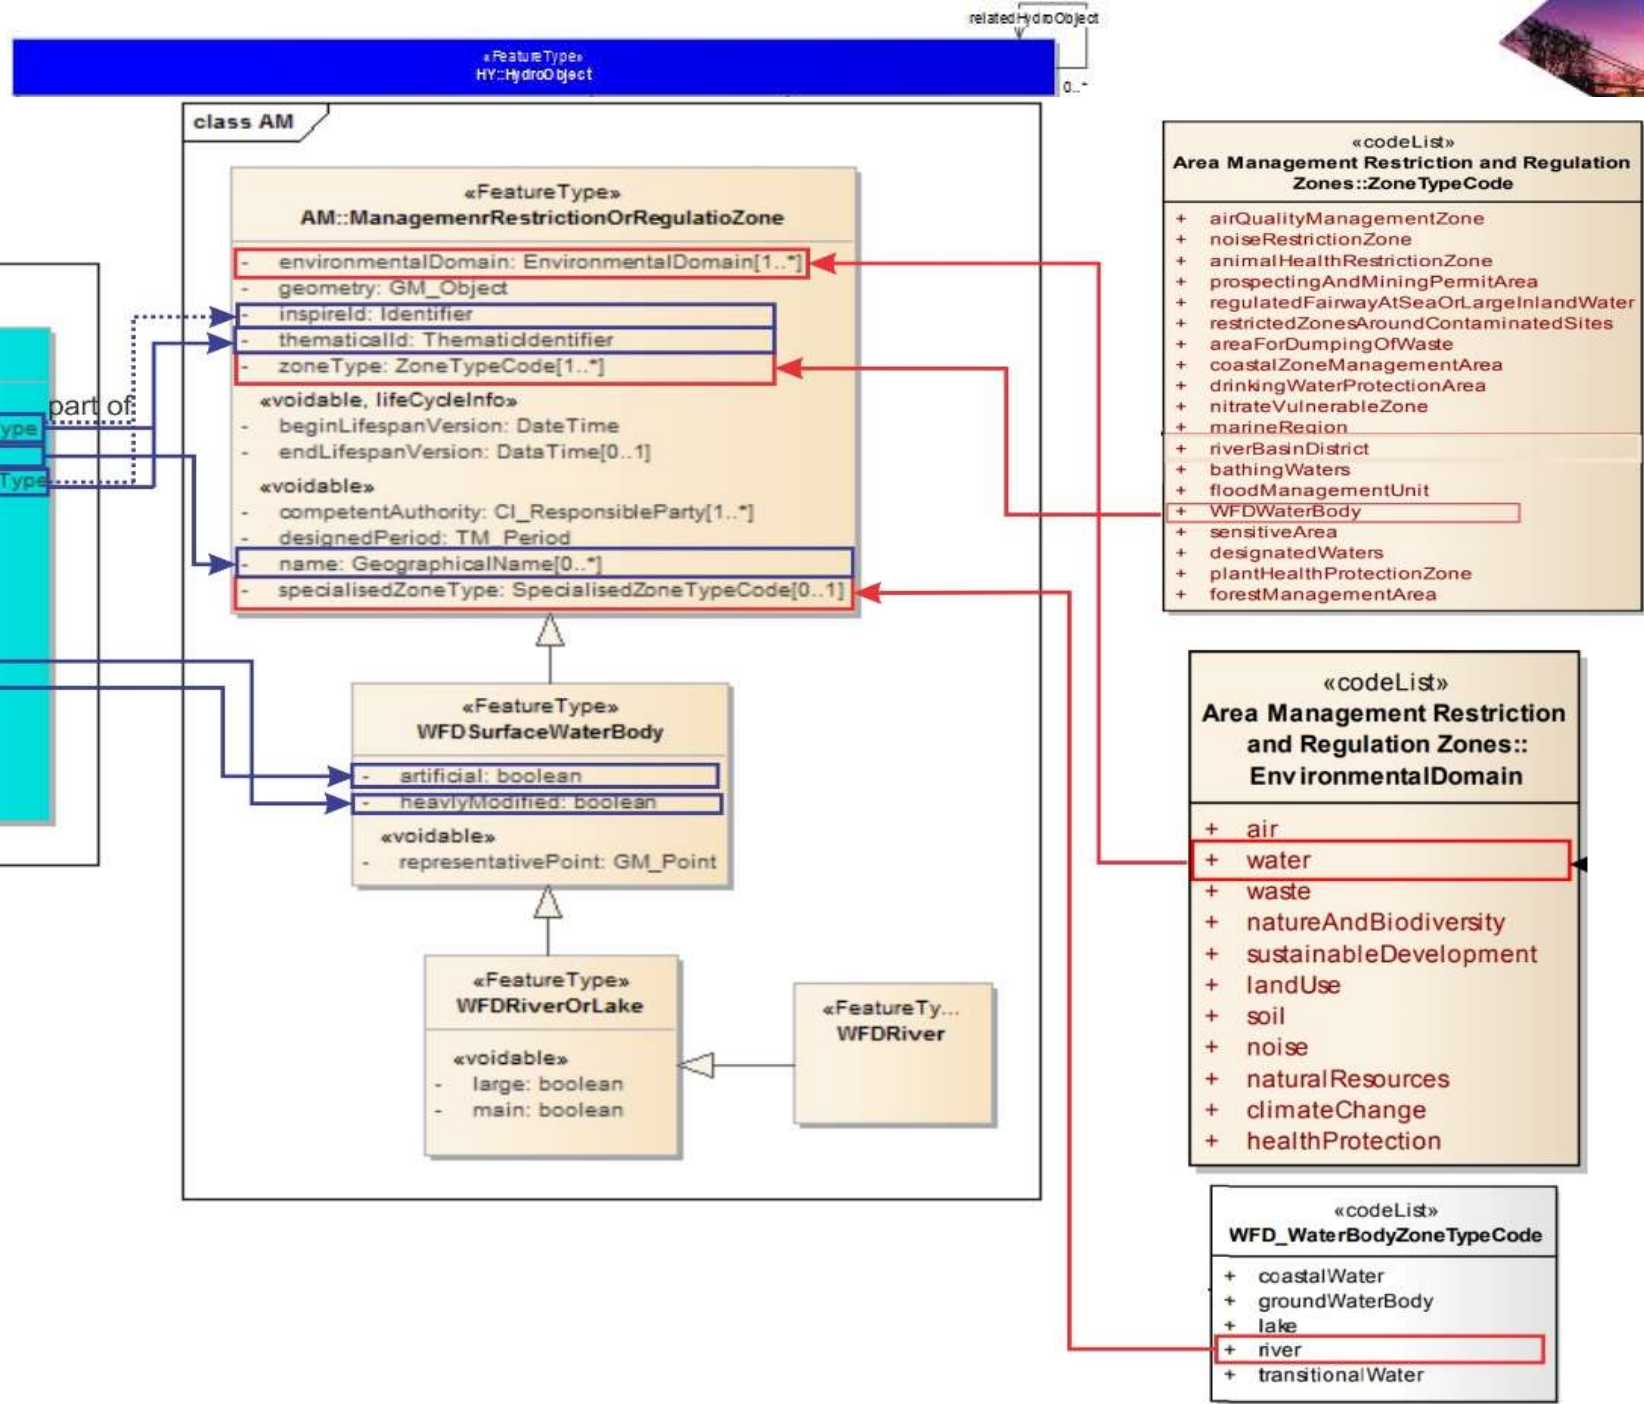 relatedHydroObject
«FeatureType»
HY::HydroObject
0..*
class AM
«FeatureType»
AM::ManagemenrRestrictionOrRegulatioZone
- environmentalDomain: EnvironmentalDomain[1..*]
- geometry: GM_Object
- inspireId: Identifier
- thematicaIId: ThematicIdentifier
- zoneType: ZoneTypeCode[1..*]
«voidable, lifeCycleInfo»
- beginLifespanVersion: DateTime
- endLifespanVersion: DataTime[0..1]
«voidable»
- competentAuthority: CI_ResponsibleParty[1..*]
- designedPeriod: TM_Period
- name: GeographicalName[0..*]
- specialisedZoneType: SpecialisedZoneTypeCode[0..1]
part of
ype
Type
«FeatureType»
WFDSurfaceWaterBody
- artificial: boolean
- heavlyModified: boolean
«voidable»
- representativePoint: GM_Point
«FeatureType»
WFDRiverOrLake
«voidable»
- large: boolean
- main: boolean
«FeatureTy...
WFDRiver
«codeList»
Area Management Restriction and Regulation
Zones::ZoneTypeCode
+ airQualityManagementZone
+ noiseRestrictionZone
+ animalHealthRestrictionZone
+ prospectingAndMiningPermitArea
+ regulatedFairwayAtSeaOrLargeInlandWater
+ restrictedZonesAroundContaminatedSites
+ areaForDumpingOfWaste
+ coastalZoneManagementArea
+ drinkingWaterProtectionArea
+ nitrateVulnerableZone
+ marineRegion
+ riverBasinDistrict
+ bathingWaters
+ floodManagementUnit
+ WFDWaterBody
+ sensitiveArea
+ designatedWaters
+ plantHealthProtectionZone
+ forestManagementArea
«codeList»
Area Management Restriction
and Regulation Zones::
EnvironmentalDomain
+ air
+ water
+ waste
+ natureAndBiodiversity
+ sustainableDevelopment
+ landUse
+ soil
+ noise
+ naturalResources
+ climateChange
+ healthProtection
«codeList»
WFD_WaterBodyZoneTypeCode
+ coastalWater
+ groundWaterBody
+ lake
+ river
+ transitionalWater